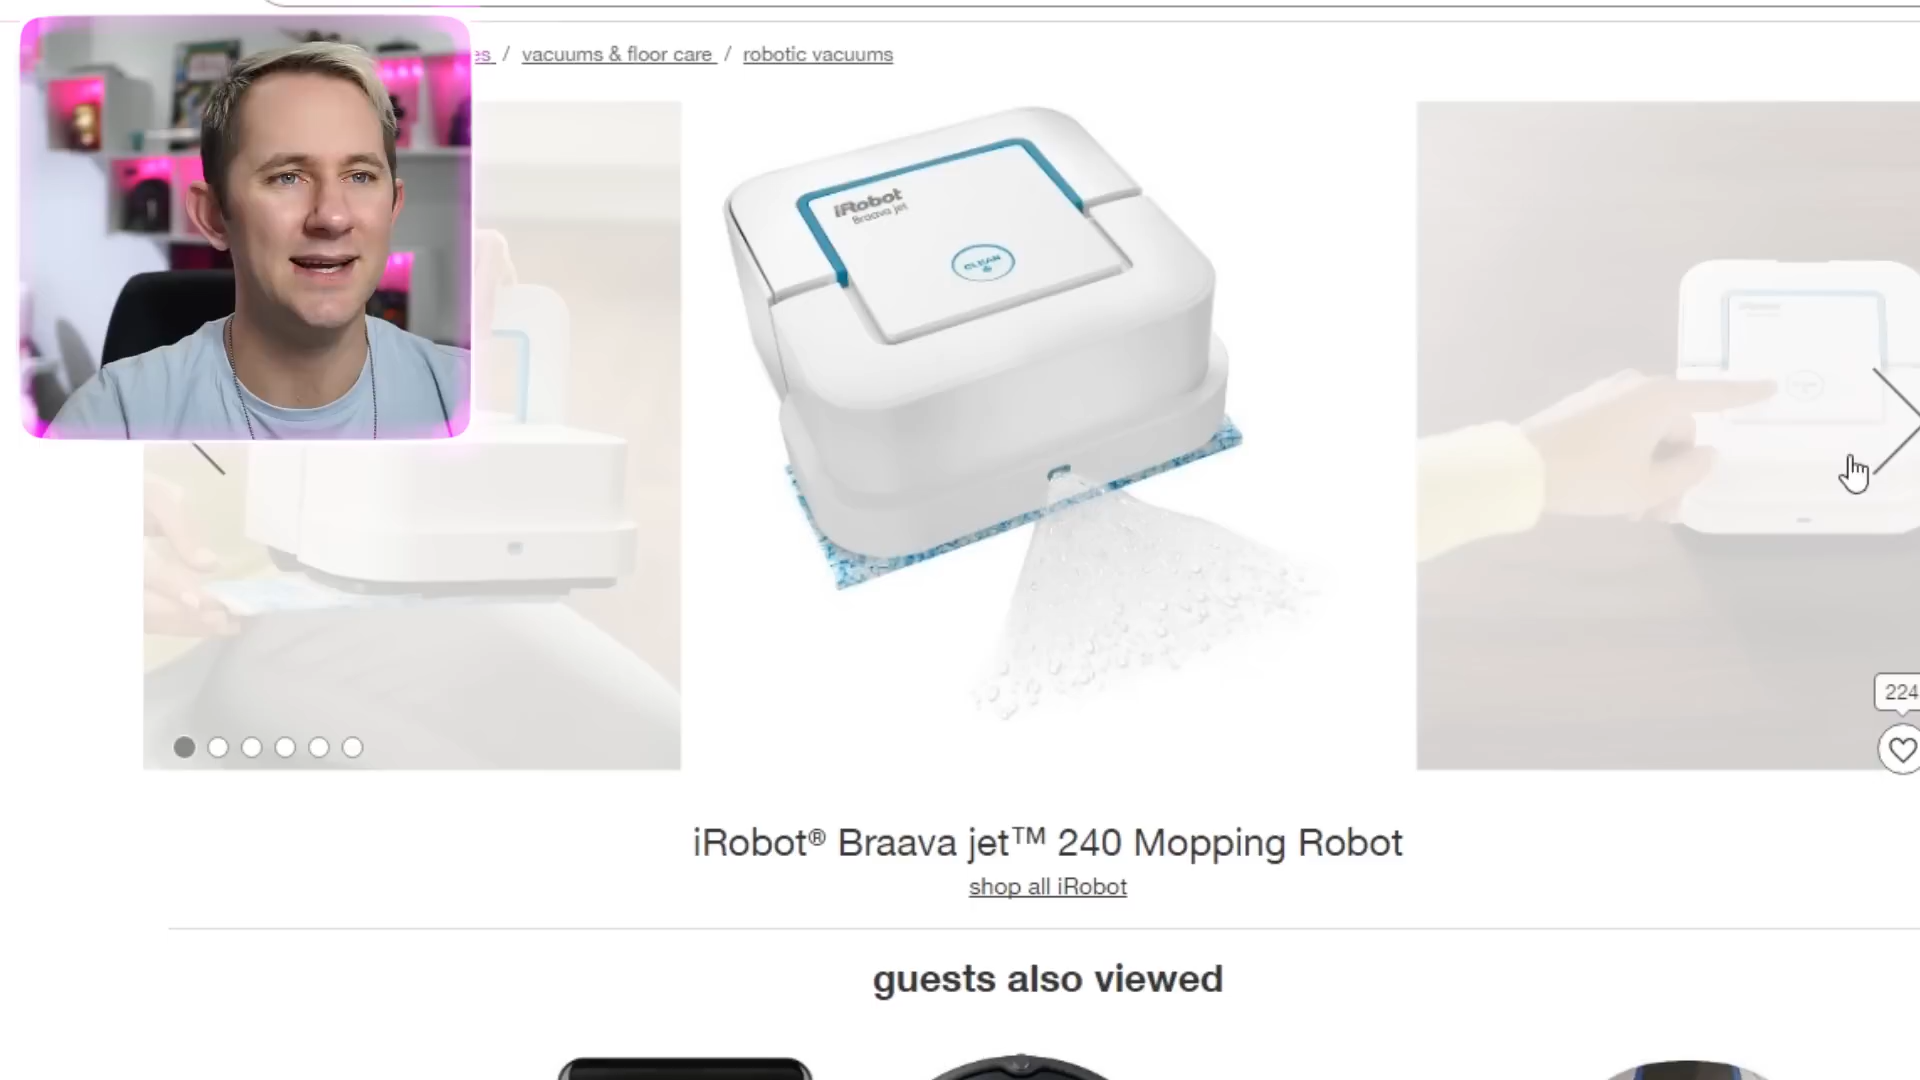 es / vacuums & floor care / robotic vacuums
iRobot
Braava jet
CLEAN
224
iRobot® Braava jet™ 240 Mopping Robot
shop all iRobot
guests also viewed